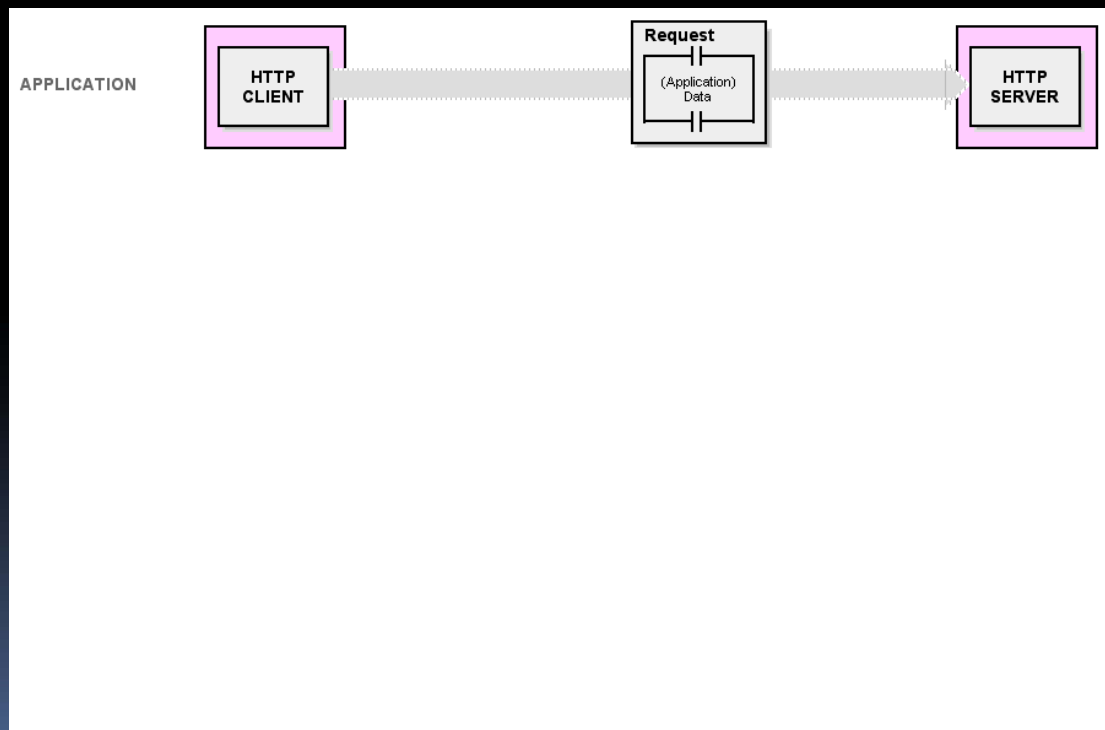 APPLICATION
HTTP
CLIENT
Request
(Application)
Data
HTTP
SERVER